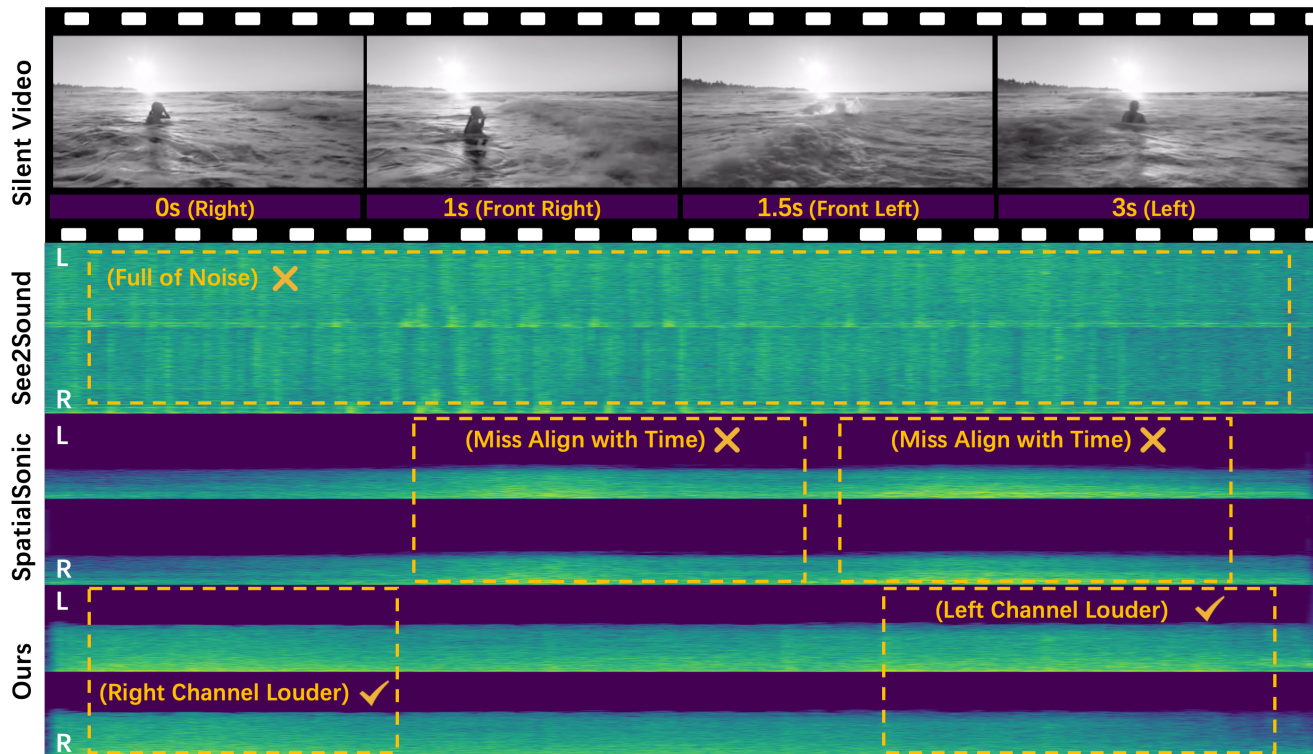 Silent Video
0s (Right)
1s (Front Right)
1.5s (Front Left)
3s (Left)
See2Sound
L
(Full of Noise)
R
SpatialSonic
L
(Miss Align with Time)
(Miss Align with Time)
R
Ours
L
(Left Channel Louder)
(Right Channel Louder)
R